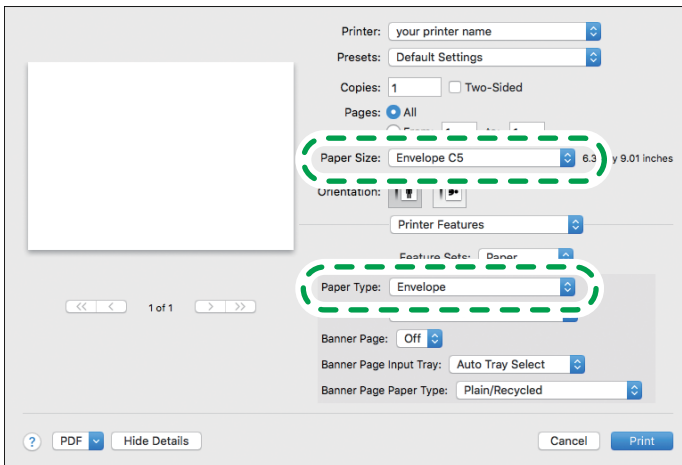 Printer: your printer name
Presets: Default Settings
Copies: 1 Two-Sided
Pages: All
Paper Size: Envelope C5 6.3 y 9.01 inches
Orientation:
Printer Features
Feature Sets: Paper
Paper Type: Envelope
<< < 1 of 1 > >>
Banner Page: Off
Banner Page Input Tray: Auto Tray Select
Banner Page Paper Type: Plain/Recycled
? PDF Hide Details Cancel Print